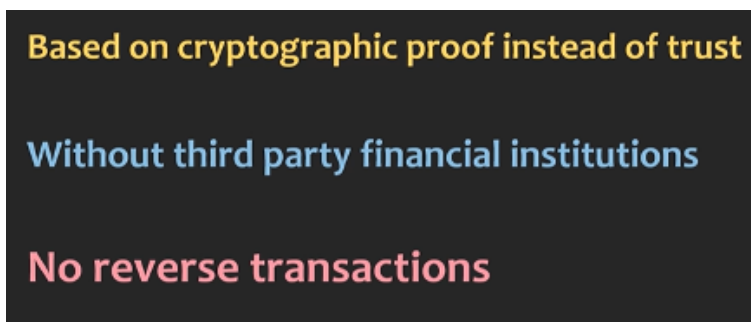 Based on cryptographic proof instead of trust
Without third party financial institutions
No reverse transactions